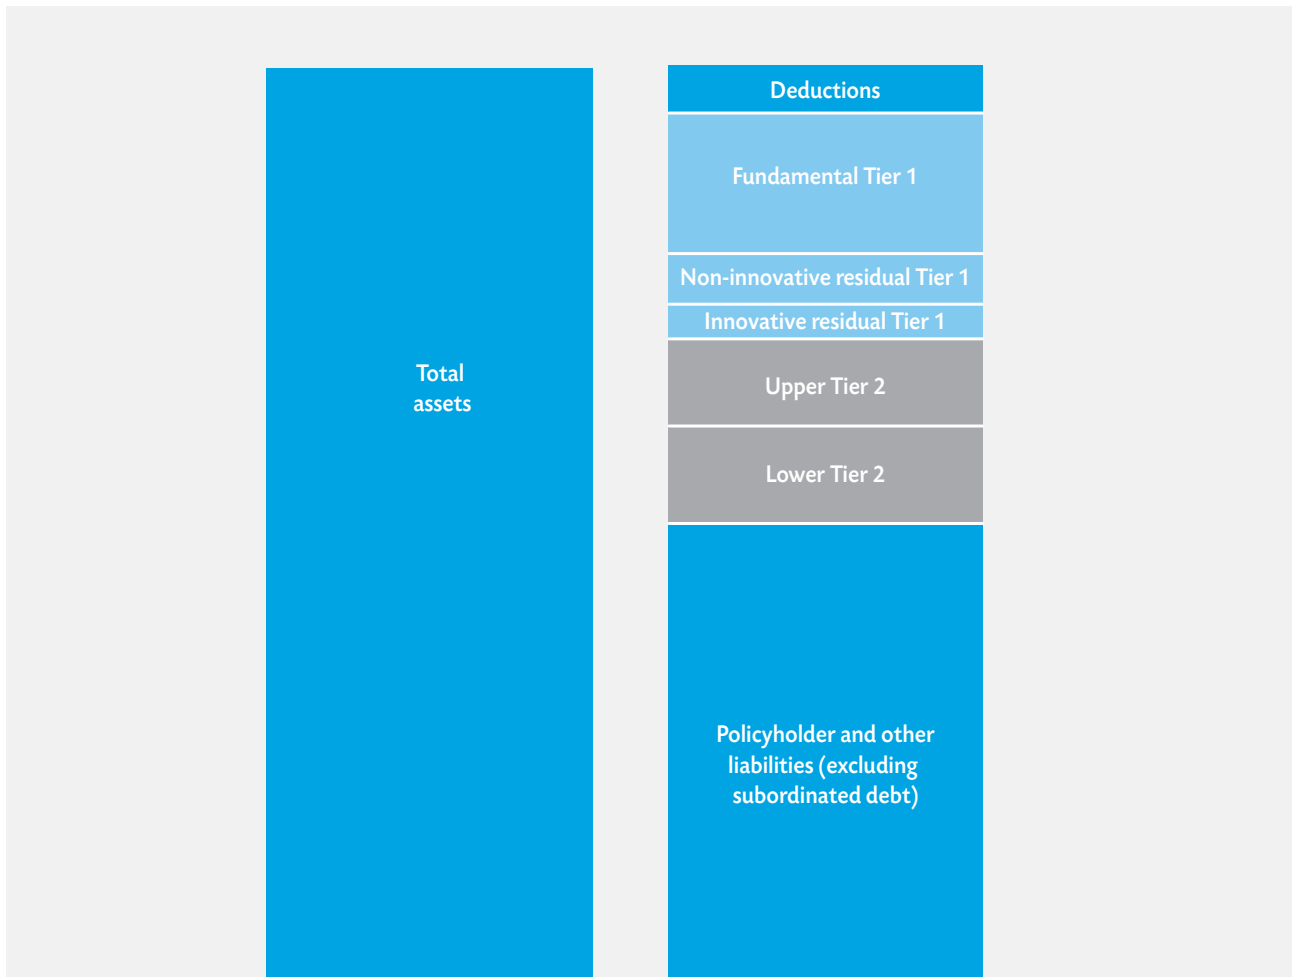 Total
assets
Deductions
Fundamental Tier 1
Non-innovative residual Tier 1
Innovative residual Tier 1
Upper Tier 2
Lower Tier 2
Policyholder and other
liabilities (excluding
subordinated debt)